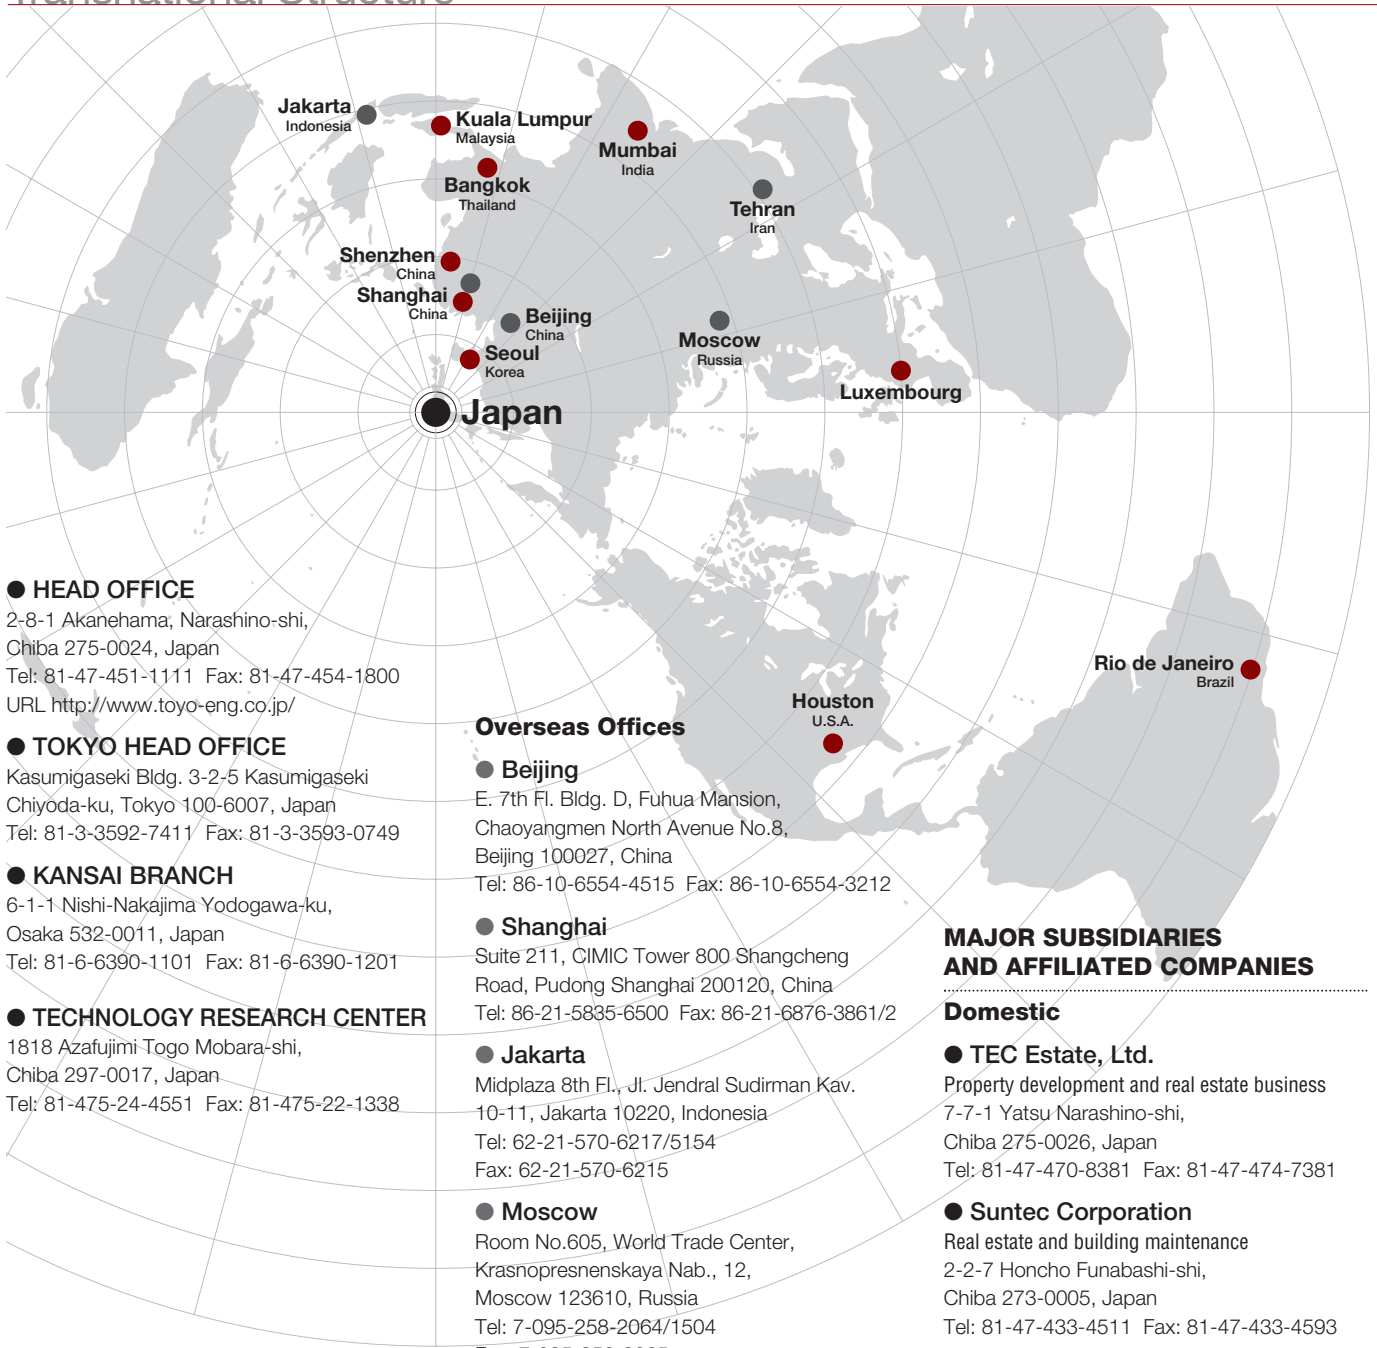 Transnational Structure
Jakarta
Indonesia
Kuala Lumpur
Malaysia
Mumbai
India
Bangkok
Thailand
Tehran
Iran
Shenzhen
China
Shanghai
China
Beijing
China
Moscow
Russia
Seoul
Korea
Luxembourg
Japan
Rio de Janeiro
Brazil
Houston
U.S.A.
● HEAD OFFICE
2-8-1 Akanehama, Narashino-shi,
Chiba 275-0024, Japan
Tel: 81-47-451-1111 Fax: 81-47-454-1800
URL http://www.toyo-eng.co.jp/
● TOKYO HEAD OFFICE
Kasumigaseki Bldg. 3-2-5 Kasumigaseki
Chiyoda-ku, Tokyo 100-6007, Japan
Tel: 81-3-3592-7411 Fax: 81-3-3593-0749
● KANSAI BRANCH
6-1-1 Nishi-Nakajima Yodogawa-ku,
Osaka 532-0011, Japan
Tel: 81-6-6390-1101 Fax: 81-6-6390-1201
● TECHNOLOGY RESEARCH CENTER
1818 Azafujimi Togo Mobara-shi,
Chiba 297-0017, Japan
Tel: 81-475-24-4551 Fax: 81-475-22-1338
Overseas Offices
● Beijing
E. 7th Fl. Bldg. D, Fuhua Mansion,
Chaoyangmen North Avenue No.8,
Beijing 100027, China
Tel: 86-10-6554-4515 Fax: 86-10-6554-3212
● Shanghai
Suite 211, CIMIC Tower 800 Shangcheng
Road, Pudong Shanghai 200120, China
Tel: 86-21-5835-6500 Fax: 86-21-6876-3861/2
● Jakarta
Midplaza 8th Fl., Jl. Jendral Sudirman Kav.
10-11, Jakarta 10220, Indonesia
Tel: 62-21-570-6217/5154
Fax: 62-21-570-6215
● Moscow
Room No.605, World Trade Center,
Krasnopresnenskaya Nab., 12,
Moscow 123610, Russia
Tel: 7-095-258-2064/1504
MAJOR SUBSIDIARIES
AND AFFILIATED COMPANIES
Domestic
● TEC Estate, Ltd.
Property development and real estate business
7-7-1 Yatsu Narashino-shi,
Chiba 275-0026, Japan
Tel: 81-47-470-8381 Fax: 81-47-474-7381
● Suntec Corporation
Real estate and building maintenance
2-2-7 Honcho Funabashi-shi,
Chiba 273-0005, Japan
Tel: 81-47-433-4511 Fax: 81-47-433-4593